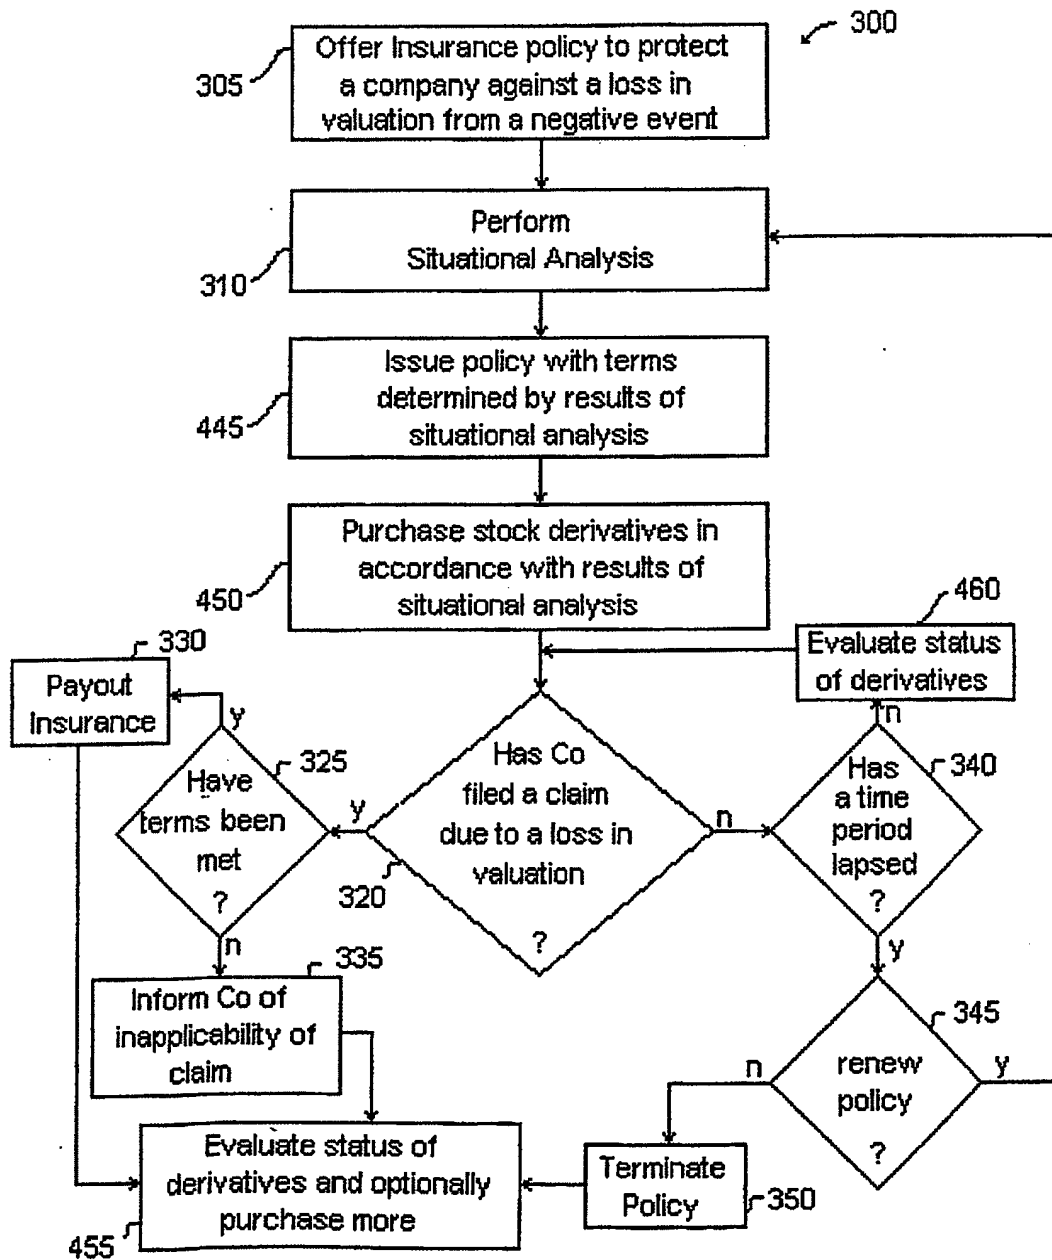 300
305
Offer Insurance policy to protect
a company against a loss in
valuation from a negative event
310
Perform
Situational Analysis
445
Issue policy with terms
determined by results of
situational analysis
450
Purchase stock derivatives in
accordance with results of
situational analysis
460
Evaluate status
of derivatives
330
Payout
Insurance
y
325
Have
terms been
met
?
n
y
320
Has Co
filed a claim
due to a loss in
valuation
?
n
n
340
Has
a time
period
lapsed
?
y
335
Inform Co of
inapplicability of
claim
345
renew
policy
?
n
y
Evaluate status of
derivatives and optionally
purchase more
455
Terminate
Policy
350